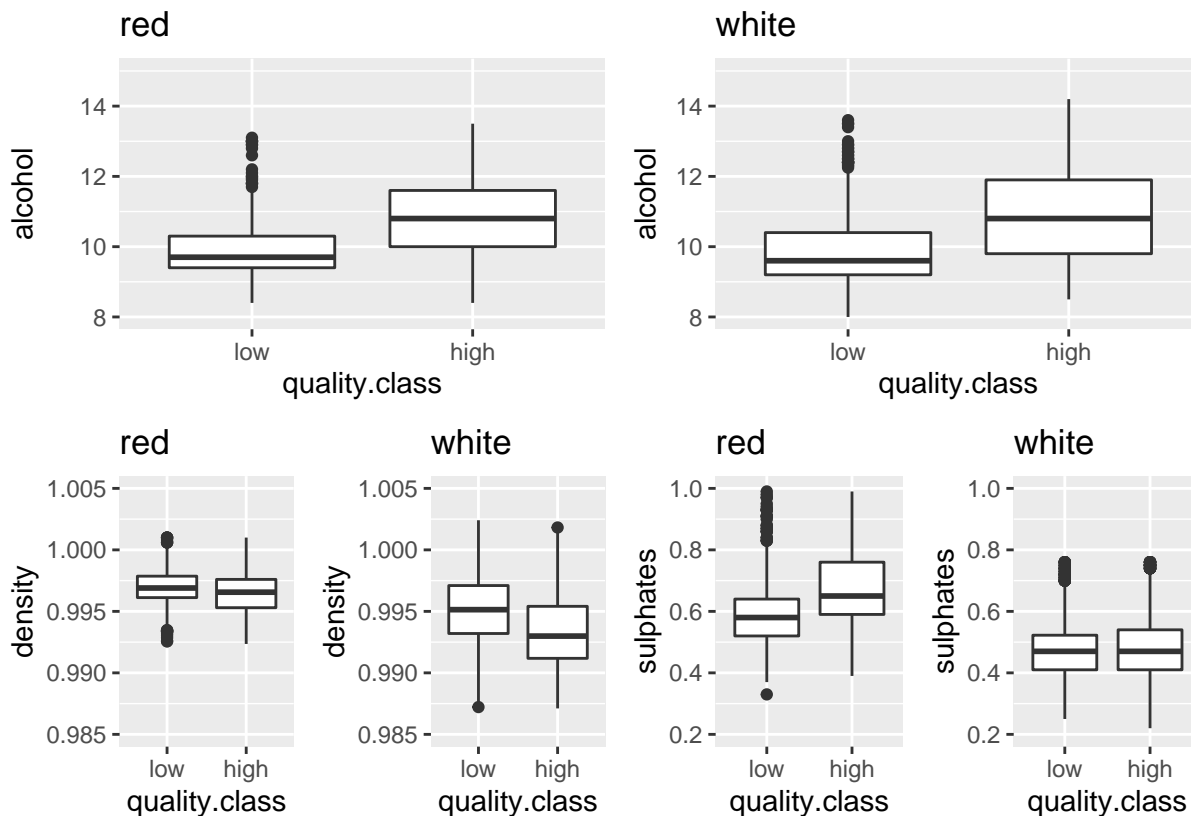 red
white
alcohol
14
12
10
8
low
high
quality.class
alcohol
14
12
10
8
low
high
quality.class
red
white
red
white
density
1.005
1.000
0.995
0.990
0.985
low
high
quality.class
density
1.005
1.000
0.995
0.990
0.985
low
high
quality.class
sulphates
1.0
0.8
0.6
0.4
0.2
low
high
quality.class
sulphates
1.0
0.8
0.6
0.4
0.2
low
high
quality.class